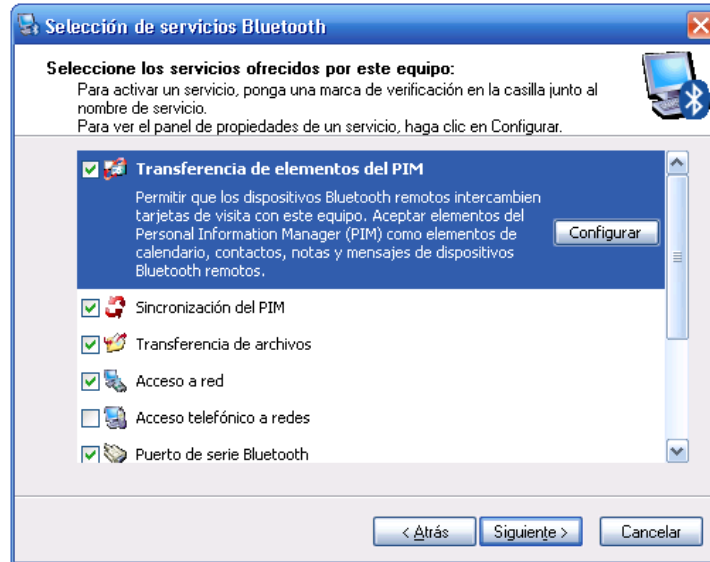 Selección de servicios Bluetooth
Seleccione los servicios ofrecidos por este equipo:
Para activar un servicio, ponga una marca de verificación en la casilla junto al
nombre de servicio.
Para ver el panel de propiedades de un servicio, haga clic en Configurar.
Transferencia de elementos del PIM
Permitir que los dispositivos Bluetooth remotos intercambien
tarjetas de visita con este equipo. Aceptar elementos del
Personal Information Manager (PIM) como elementos de
calendario, contactos, notas y mensajes de dispositivos
Bluetooth remotos.
Configurar
Sincronización del PIM
Transferencia de archivos
Acceso a red
Acceso telefónico a redes
Puerto de serie Bluetooth
< Atrás
Siguiente >
Cancelar